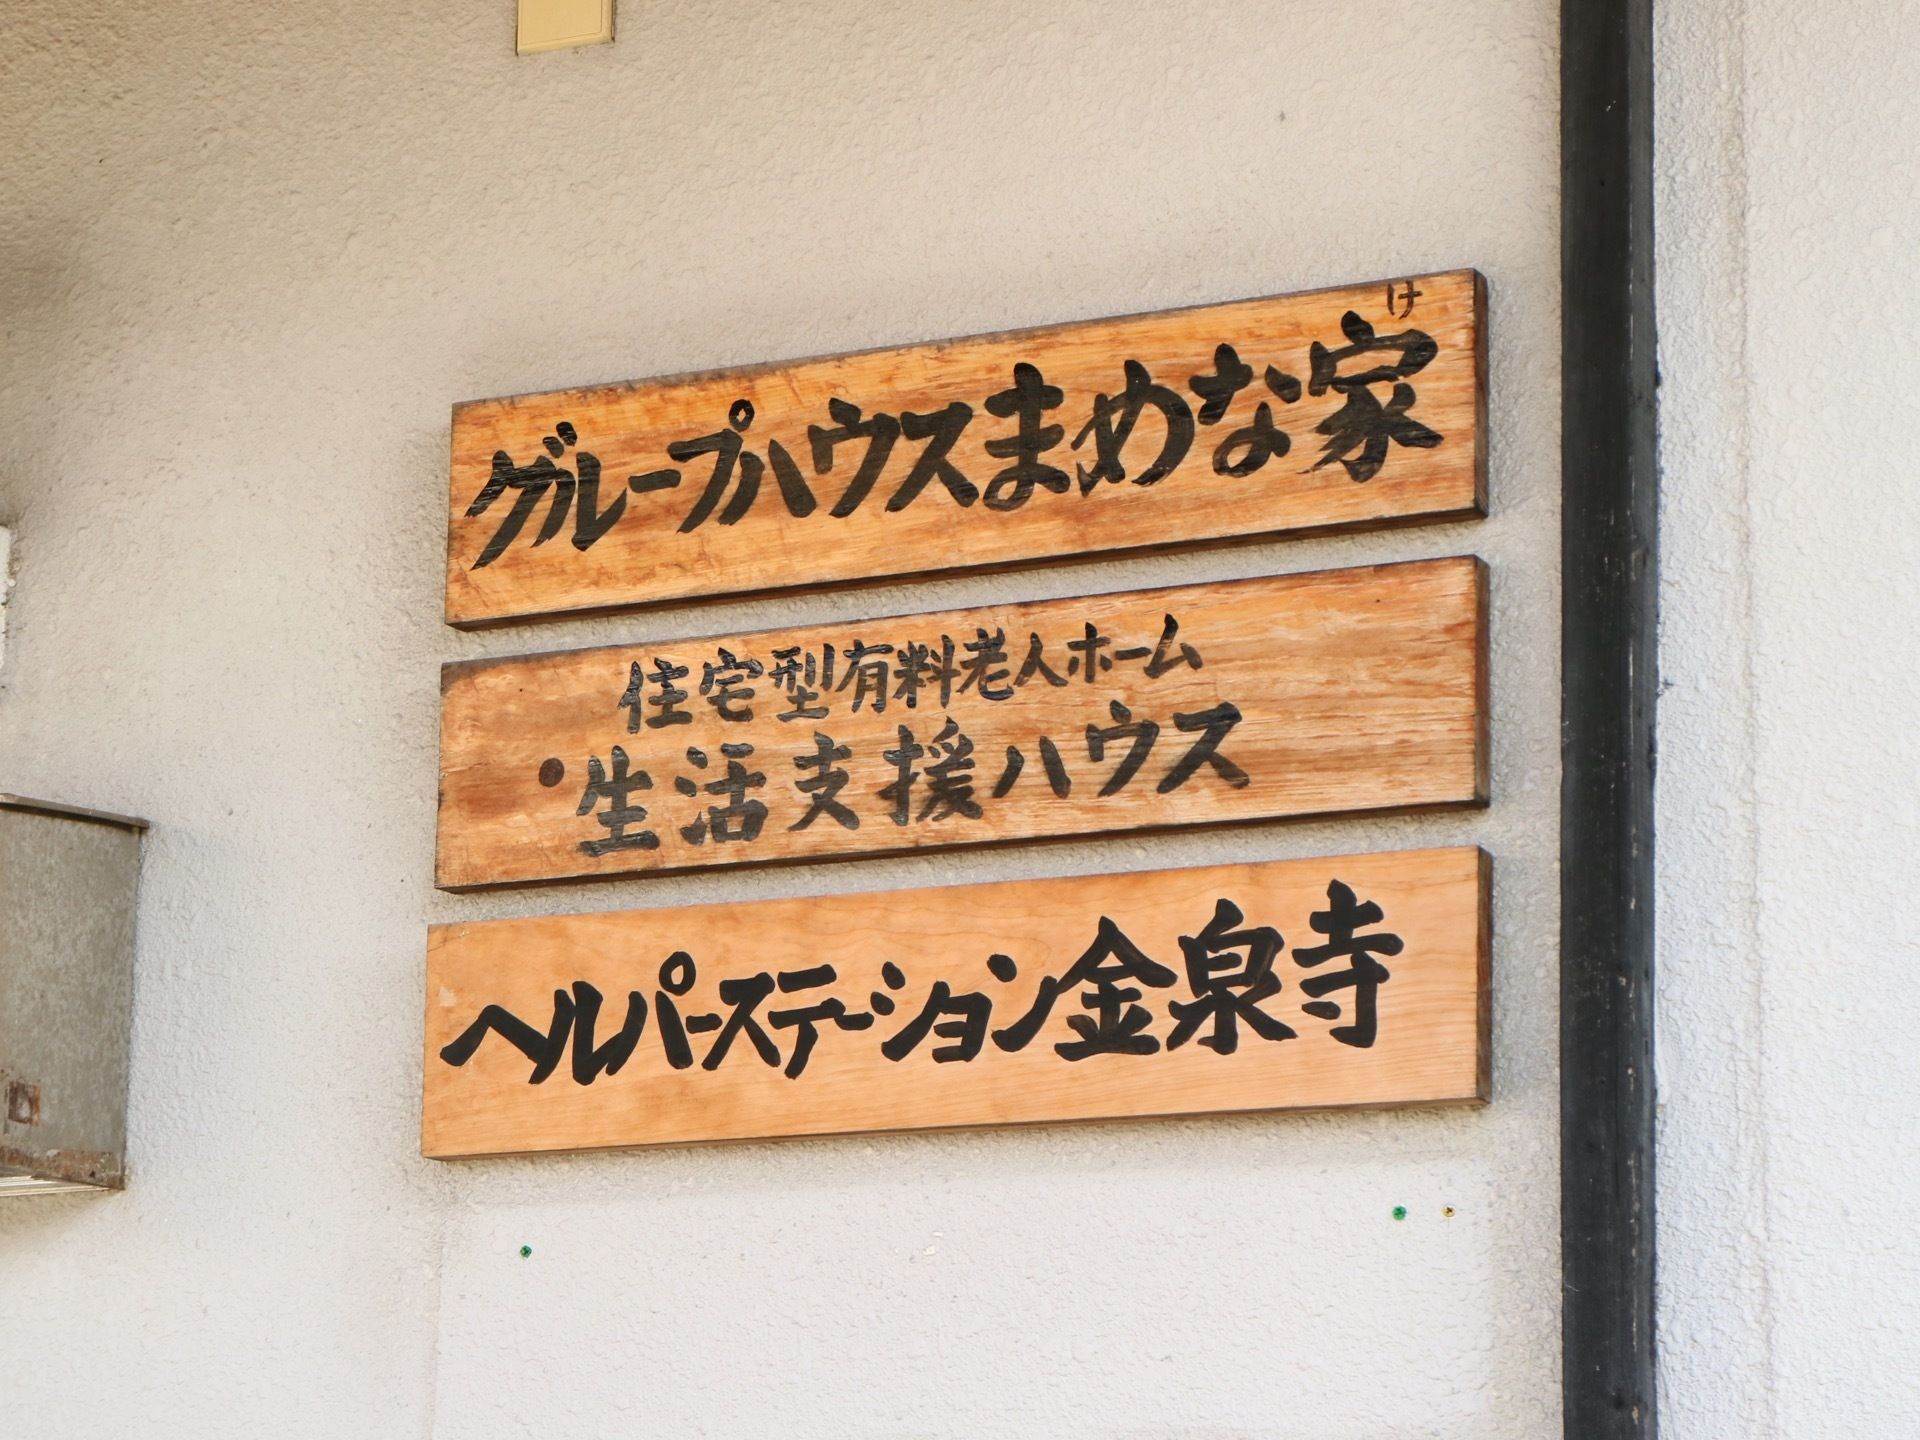 け
グループハウスまめな家
住宅型有料老人ホーム
生活支援ハウス
ヘルパーステーション金泉寺